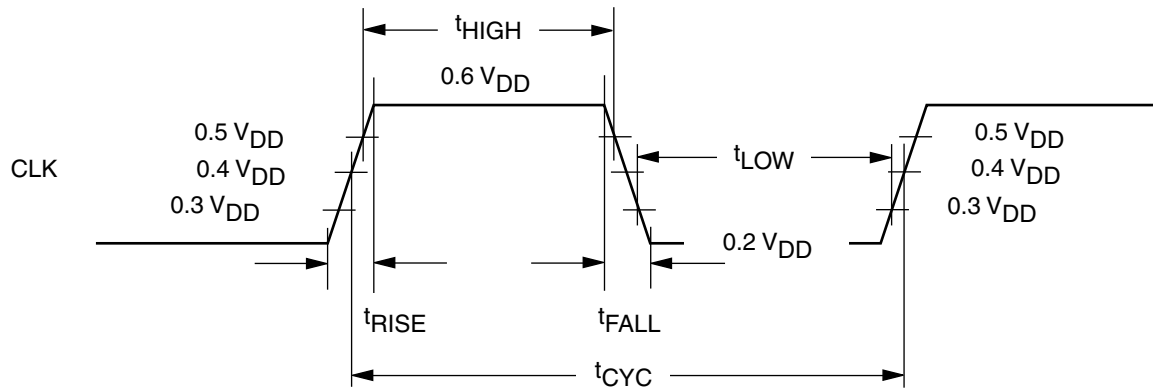 tHIGH
0.6 VDD
0.5 VDD
0.5 VDD
CLK
0.4 VDD
tLOW
0.4 VDD
0.3 VDD
0.3 VDD
0.2 VDD
tRISE
tFALL
tCYC